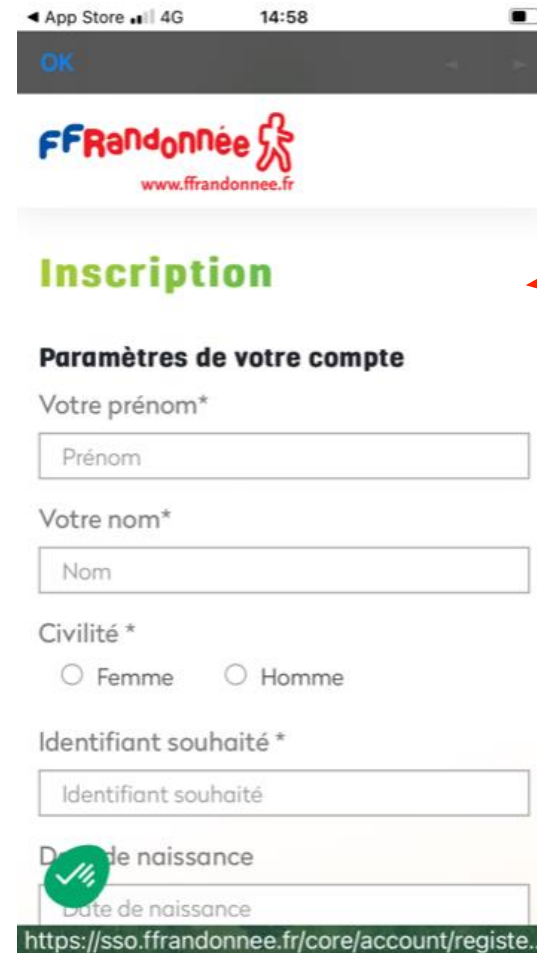 ◄ App Store 4G 14:58
OK
FFRandonnée
www.ffrandonnee.fr
Inscription
Paramètres de votre compte
Votre prénom*
Prénom
Votre nom*
Nom
Civilité *
Femme Homme
Identifiant souhaité *
Identifiant souhaité
de naissance
Date de naissance
https://sso.ffrandonnee.fr/core/account/registe..